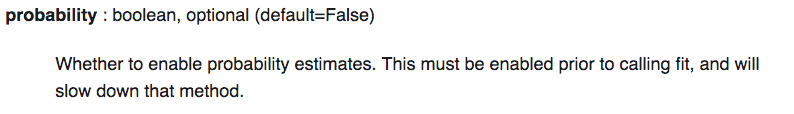 probability : boolean, optional (default=False)
Whether to enable probability estimates. This must be enabled prior to calling fit, and will
slow down that method.